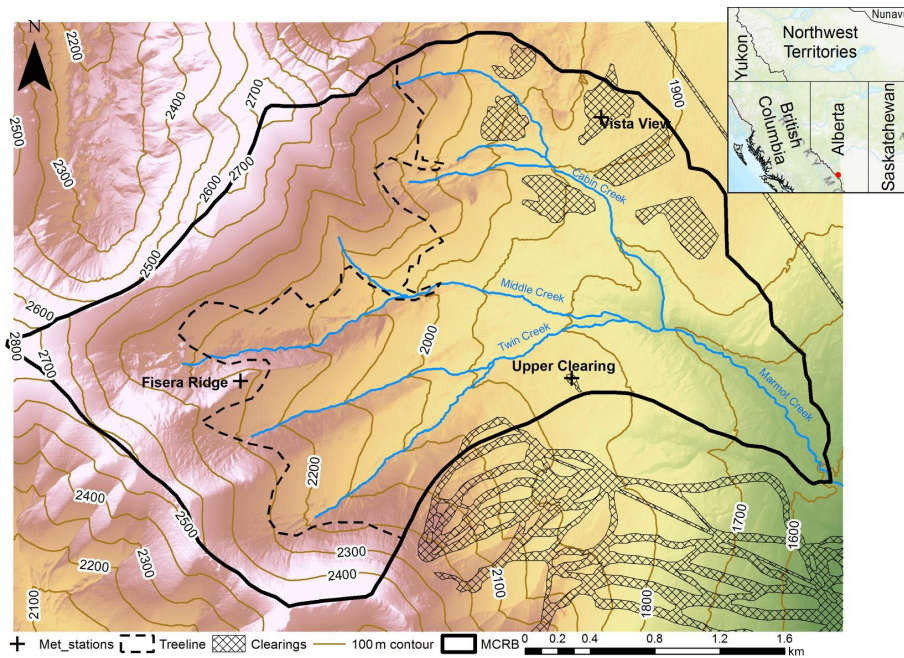 N
2200
2400
2700
2500
2300
2700
2600
2500
2600
2800
2700
1900
Vista View
Cabin Creek
Middle Creek
2000
Twin Creek
Upper Clearing
Fisera Ridge
Marmot Creek
2200
2400
2500
2300
2400
2200
2300
2100
2100
1700
1600
1800
Nunavu
Northwest
Territories
Yukon
British
Columbia
Alberta
Saskatchewan
Met_stations
Treeline
Clearings
100 m contour
MCRB
0 0.2 0.4 0.8 1.2 1.6
km